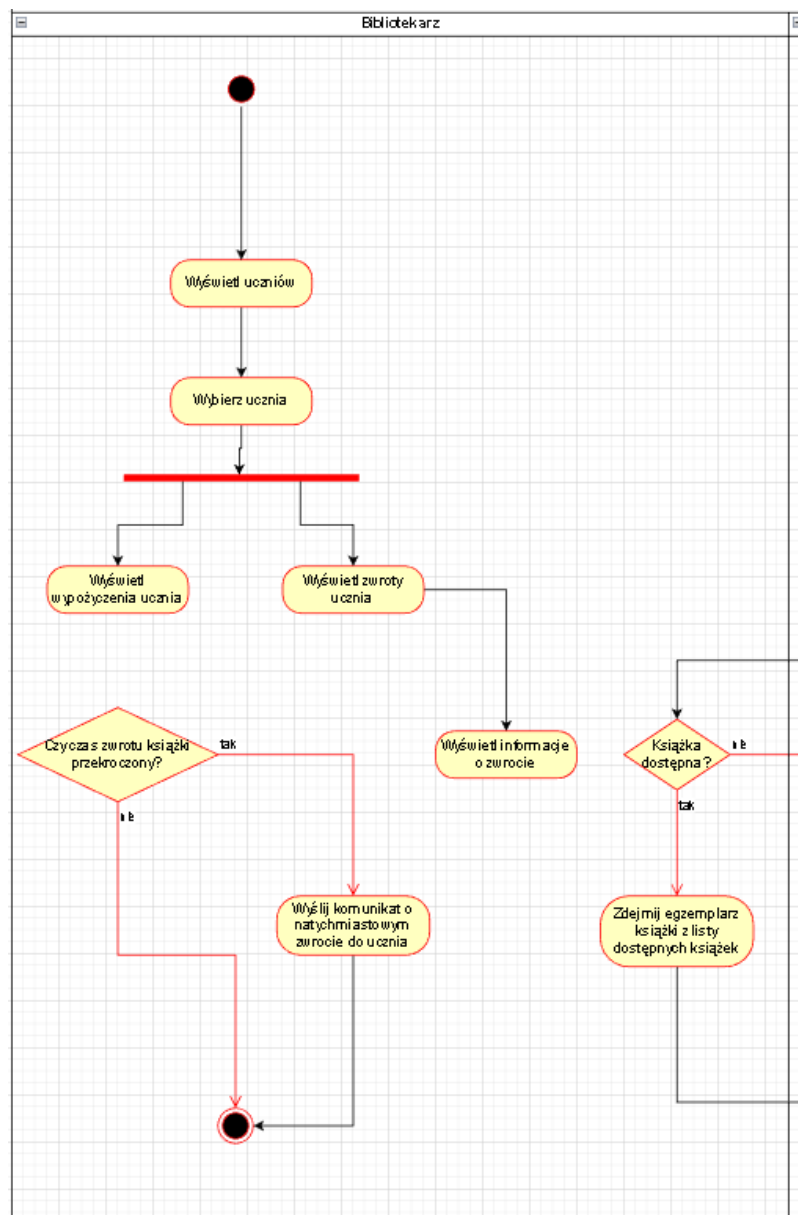 Bibliotekarz
Wyświetl uczniów
Wybierz ucznia
Wyświetl
wypożyczenia ucznia
Wyświetl zwroty
ucznia
Czy czas zwrotu książki
przekroczony?
tak
nie
Wyświetl informacje
o zwrocie
Książka
dostępna ?
nie
tak
Wyślij komunikat o
natychmiastowym
zwrocie do ucznia
Zdejmij egzemplarz
książki z listy
dostępnych książek